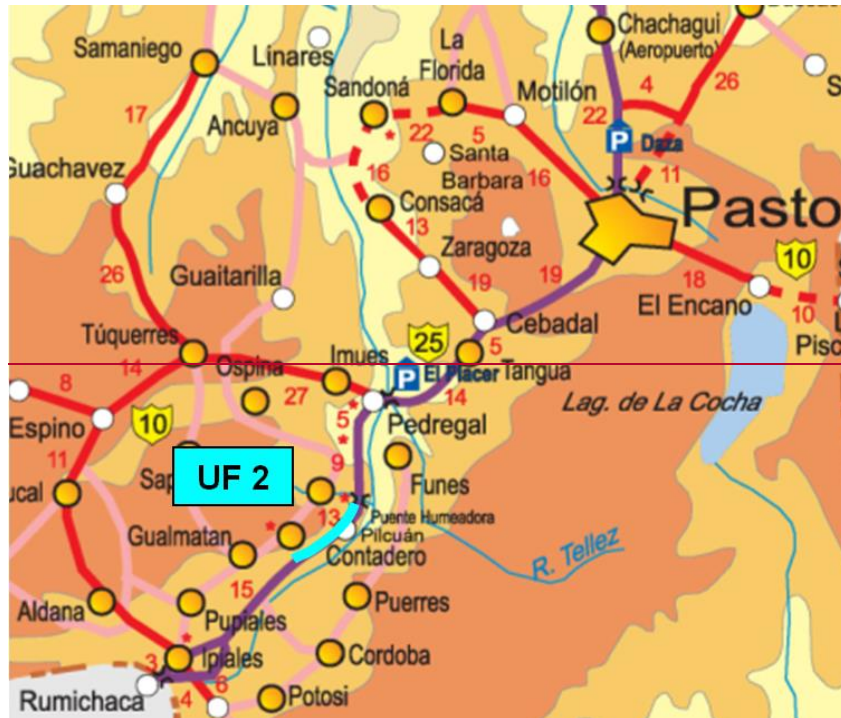 Samaniego
Linares
La
Florida
Chachagui
(Aeropuerto)
Sandoná
Motilón
4
26
17
Ancuya
22
5
22
P
Daza
*
11
Guachavez
16
Santa
Barbara
16
Consacá
Pasto
13
Zaragoza
26
Guaitarilla
19
19
18
10
El Encano
10
Túquerres
Cebadal
25
5
14
Ospina
Imues
P
El Placer
Tangua
8
27
*
5
14
Lag. de La Cocha
Espino
10
*
Pedregal
11
9
UF 2
Funes
*
13
Puente Humeadora
Gualmatan
*
Pilcuán
Contadero
R. Tellez
15
Aldana
Pupiales
Puerres
*
Ipiales
Cordoba
3
Rumichaca
4
6
Potosi